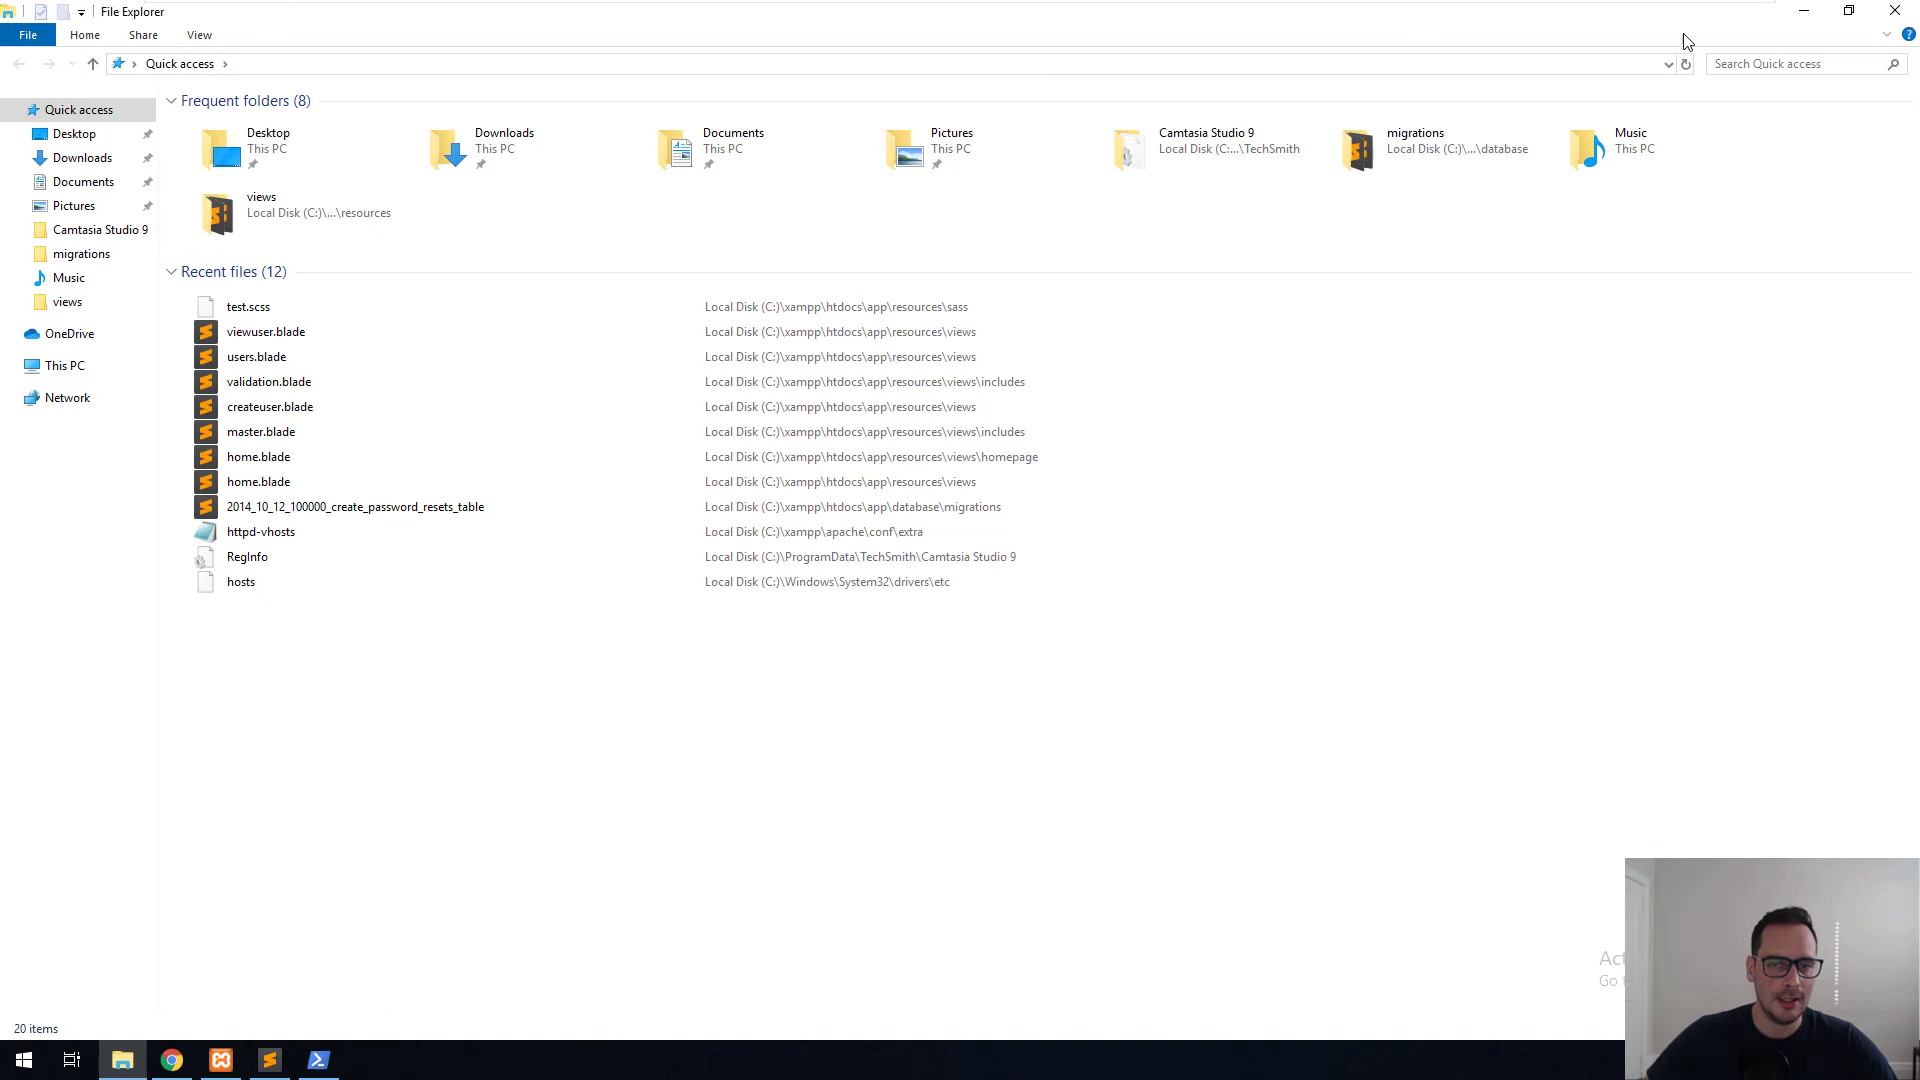 File Explorer
File
Home
Share
View
Quick access
Search Quick access
Quick access
Desktop
Downloads
Documents
Pictures
Camtasia Studio 9
migrations
Music
views
OneDrive
This PC
Network
Frequent folders (8)
Desktop
This PC
Downloads
This PC
Documents
This PC
Pictures
This PC
Camtasia Studio 9
Local Disk (C:...\TechSmith
migrations
Local Disk (C:)\...\database
Music
This PC
views
Local Disk (C:)\...\resources
Recent files (12)
test.scss Local Disk (C:)\xampp\htdocs\app\resources\sass
viewuser.blade Local Disk (C:)\xampp\htdocs\app\resources\views
users.blade Local Disk (C:)\xampp\htdocs\app\resources\views
validation.blade Local Disk (C:)\xampp\htdocs\app\resources\views\includes
createuser.blade Local Disk (C:)\xampp\htdocs\app\resources\views
master.blade Local Disk (C:)\xampp\htdocs\app\resources\views\includes
home.blade Local Disk (C:)\xampp\htdocs\app\resources\views\homepage
home.blade Local Disk (C:)\xampp\htdocs\app\resources\views
2014_10_12_100000_create_password_resets_table Local Disk (C:)\xampp\htdocs\app\database\migrations
httpd-vhosts Local Disk (C:)\xampp\apache\conf\extra
RegInfo Local Disk (C:)\ProgramData\TechSmith\Camtasia Studio 9
hosts Local Disk (C:)\Windows\System32\drivers\etc
Go
20 items